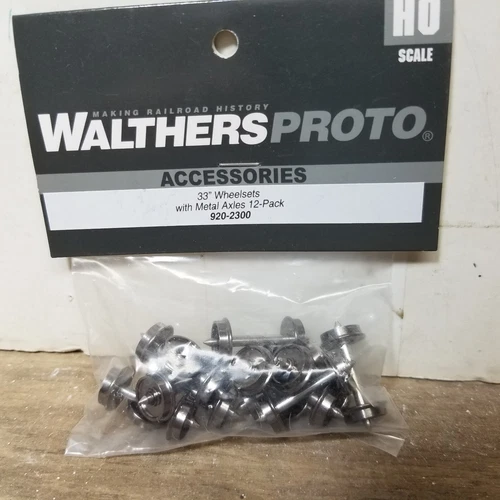 HO
SCALE
MAKING RAILROAD HISTORY
WALTHERSPROTO®
ACCESSORIES
33" Wheelsets
with Metal Axles 12-Pack
920-2300